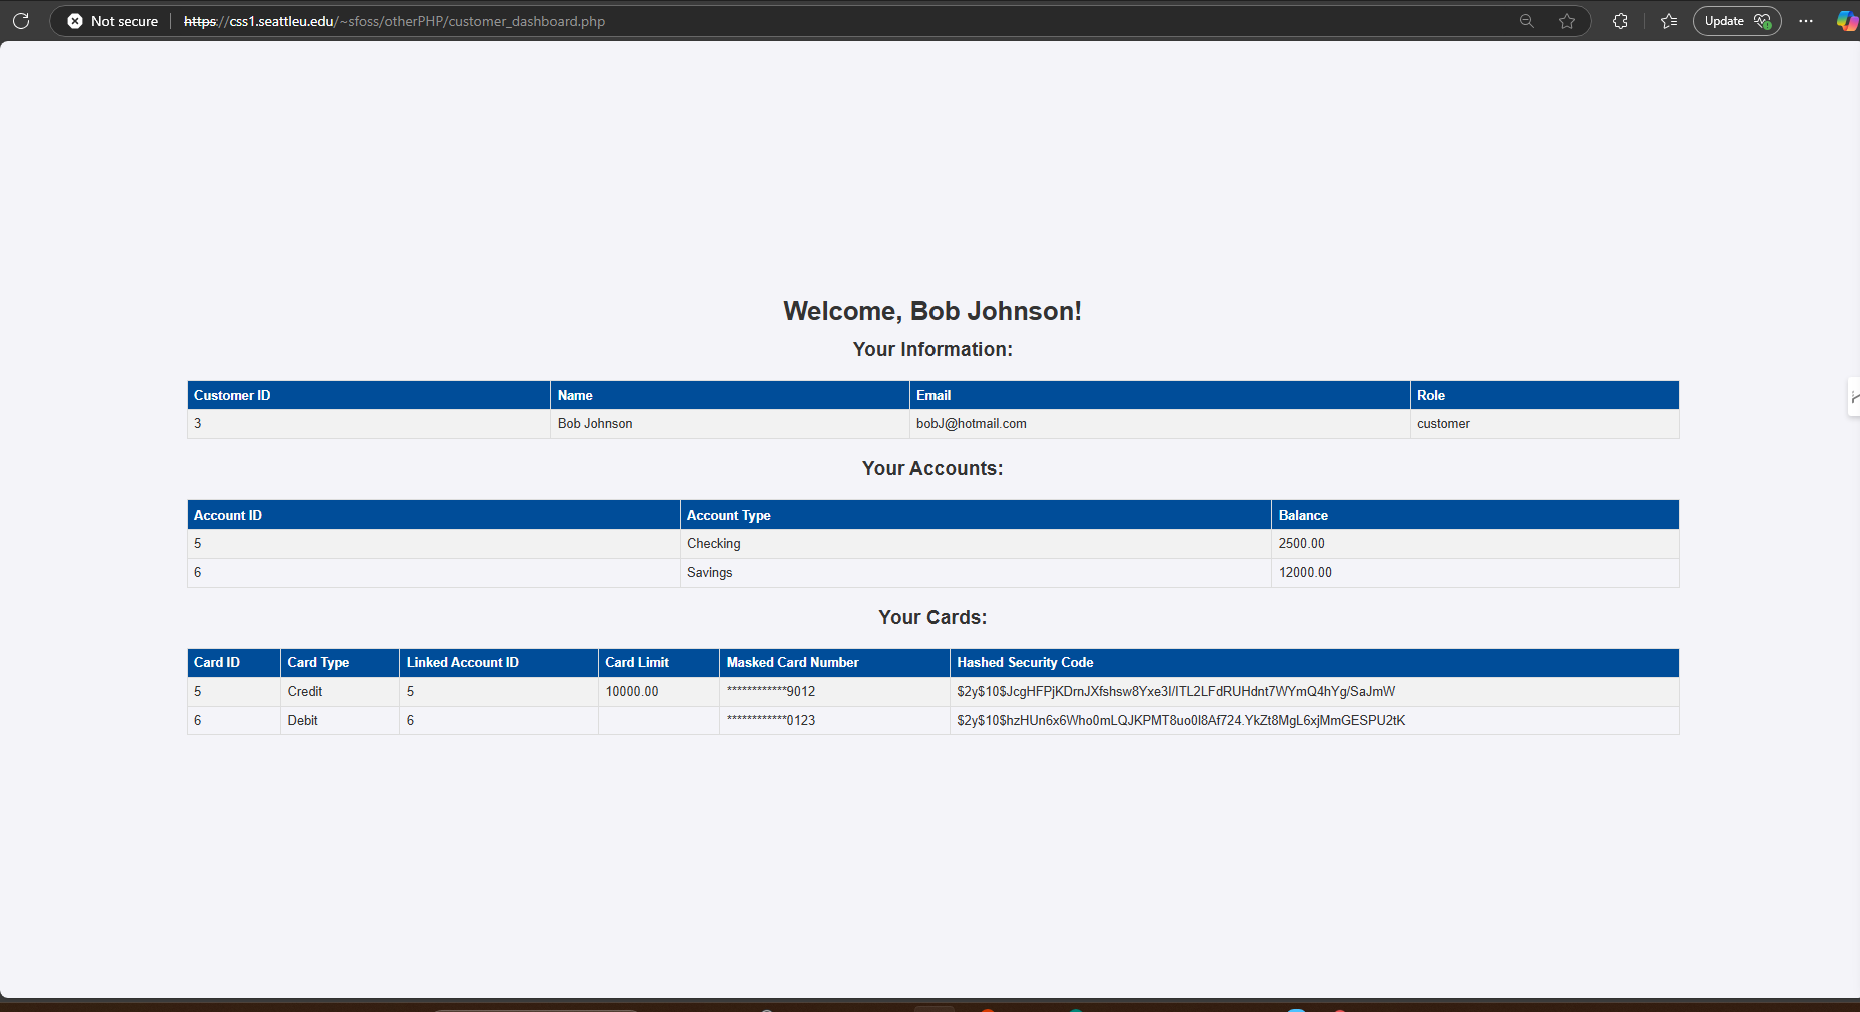 Not secure https://css1.seattleu.edu/~sfoss/otherPHP/customer_dashboard.php Update
Welcome, Bob Johnson!
Your Information:
Customer ID Name Email Role
3 Bob Johnson bobJ@hotmail.com customer
Your Accounts:
Account ID Account Type Balance
5 Checking 2500.00
6 Savings 12000.00
Your Cards:
Card ID Card Type Linked Account ID Card Limit Masked Card Number Hashed Security Code
5 Credit 5 10000.00 ************9012 $2y$10$JcgHFPjKDrnJXfshsw8Yxe3I/ITL2LFdRUHdnt7WYmQ4hYg/SaJmW
6 Debit 6 ************0123 $2y$10$hzHUn6x6Who0mLQJKPMT8uo0I8Af724.YkZt8MgL6xjMmGESPU2tK